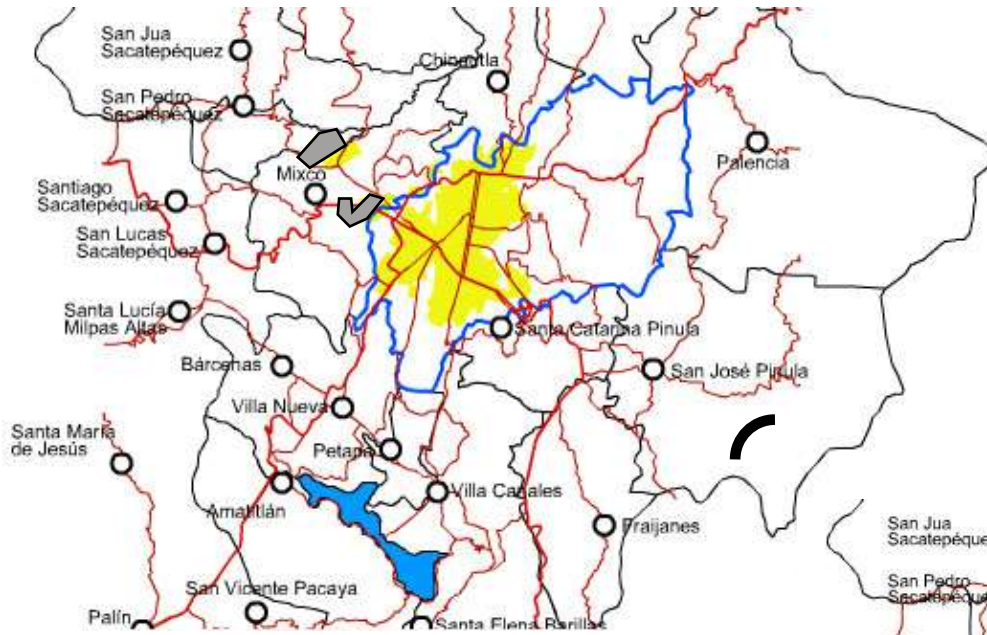 San Jua
Sacatepéquez
Chinautla
San Pedro
Sacatepéquez
Palencia
Mixco
Santiago
Sacatepéquez
San Lucas
Sacatepéquez
Santa Lucía
Milpas Altas
Santa Catarina Pinula
Bárcenas
San José Pinula
Villa Nueva
Santa María
de Jesús
Petapa
Villa Canales
Amatitlán
Fraijanes
San Jua
Sacatepéque
San Pedro
Sacatepéque
San Vicente Pacaya
Palín
Santa Elena Barillas